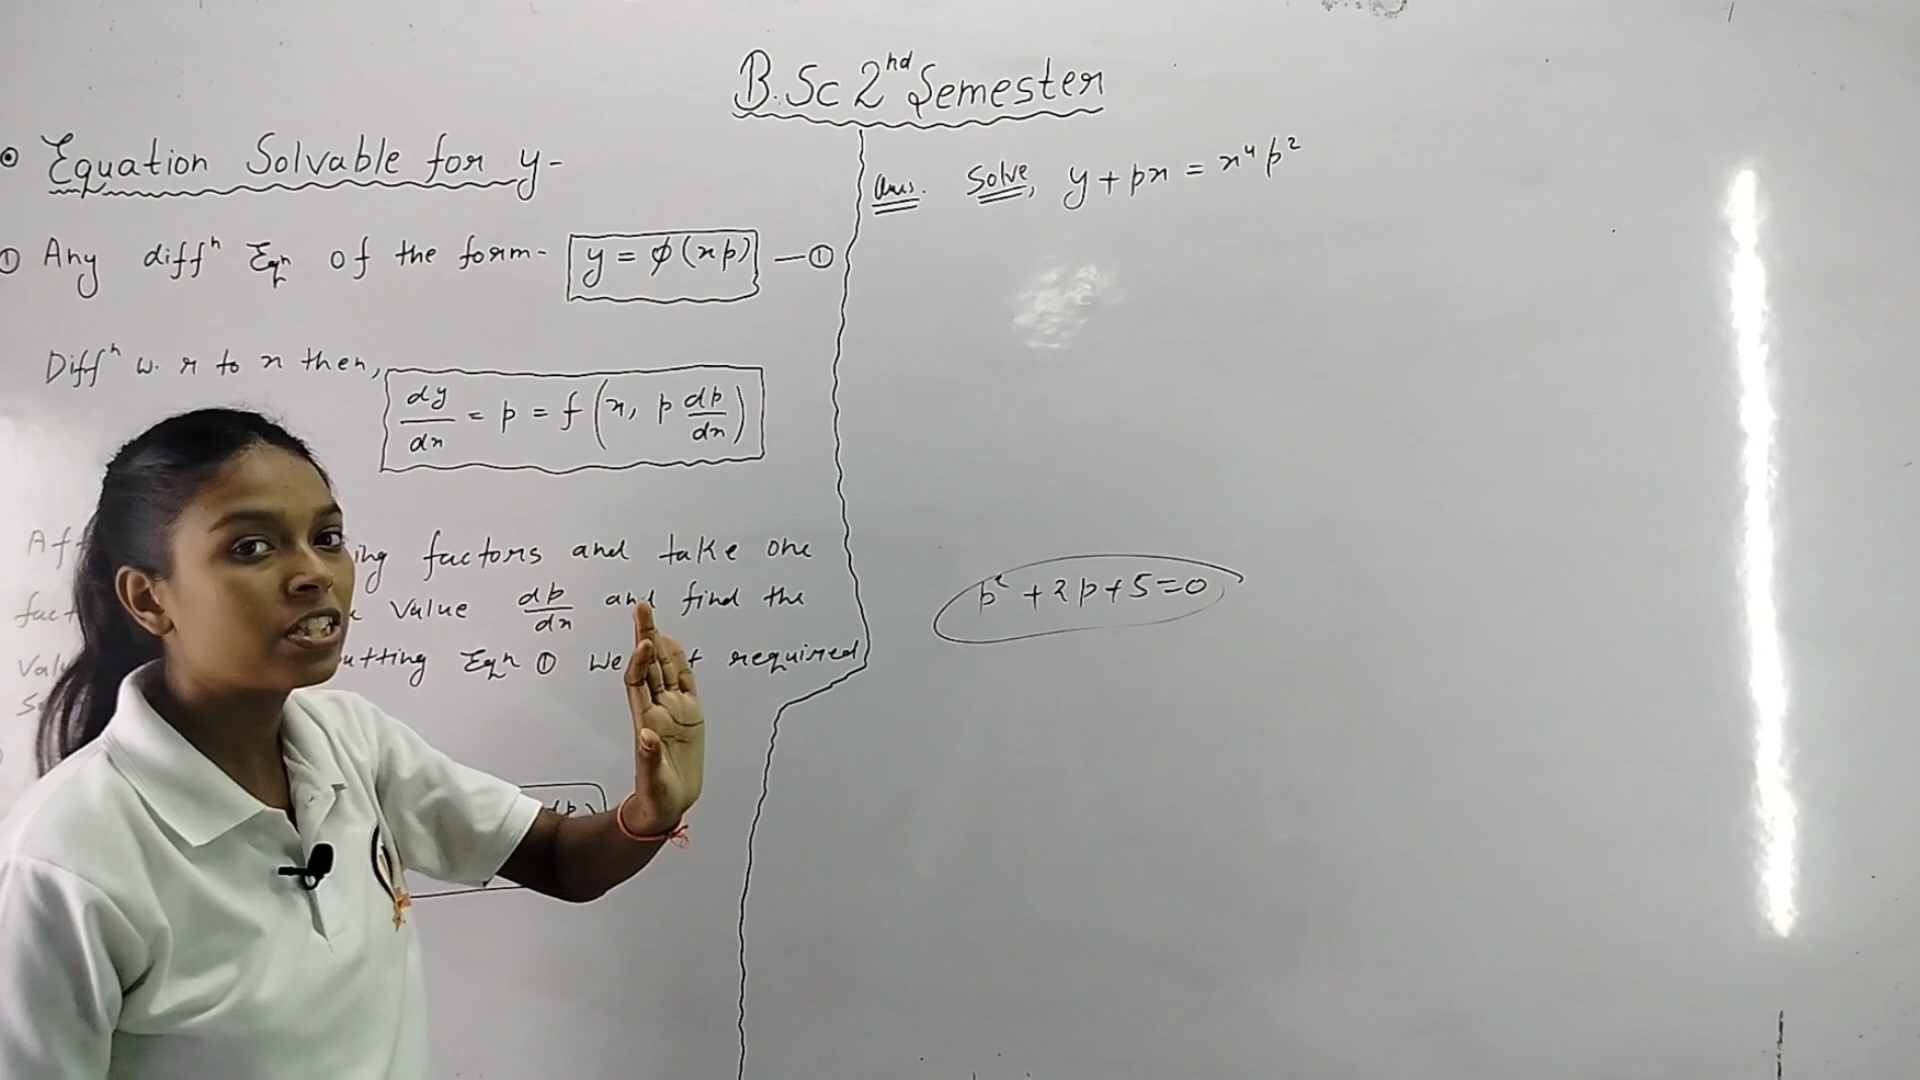 B.Sc 2nd Semester
Equation Solvable for y-
① Any diffn Eqn of the form- y = φ(x p) —①
Diffn w. r to x then,
dy/dx = p = f(x, p dp/dx)
ing factors and take one
Value dp/dx and find the
utting Eqn ① We required
Ans. Solve, y + px = x⁴p²
p² + 2p + 5 = 0